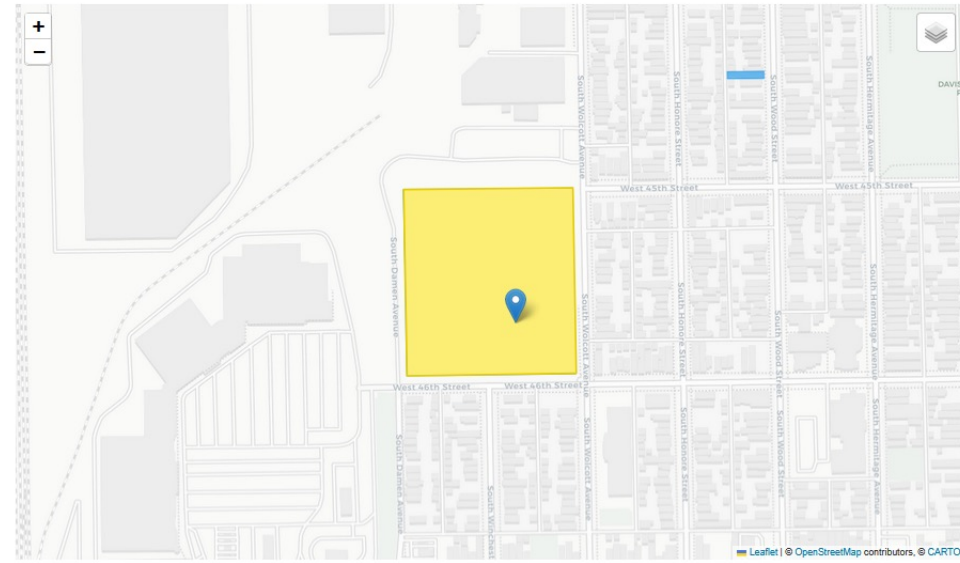 +
−
DAVIS
P
South Wolcott Avenue
South Honore Street
South Wood Street
South Hermitage Avenue
West 45th Street
West 45th Street
South Damen Avenue
South Wolcott Avenue
South Honore Street
South Wood Street
South Hermitage Avenue
West 46th Street
West 46th Street
South Damen Avenue
South Winchest
South Wolcott Avenue
South Honore Street
South Wood Street
South Hermitage Avenue
Leaflet | © OpenStreetMap contributors, © CARTO